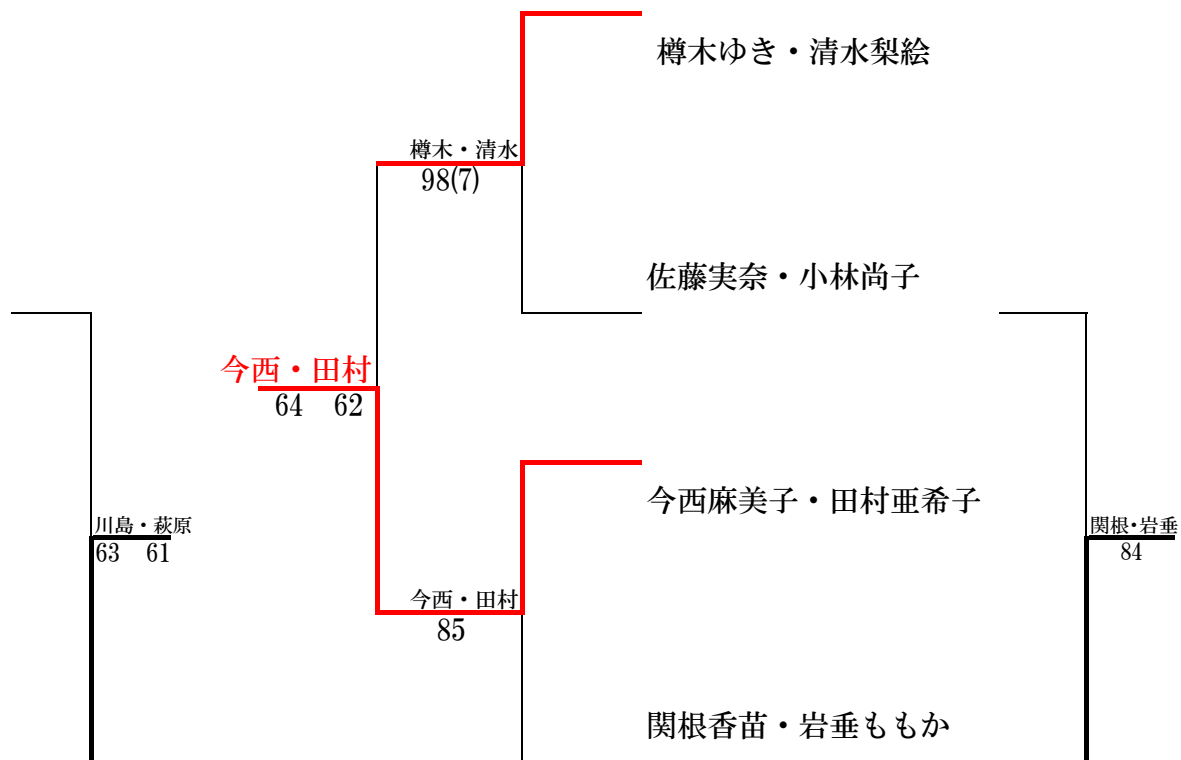 樽木ゆき・清水梨絵
樽木・清水
98(7)
佐藤実奈・小林尚子
今西・田村
64 62
今西麻美子・田村亜希子
川島・萩原
63 61
関根・岩垂
84
今西・田村
85
関根香苗・岩垂ももか